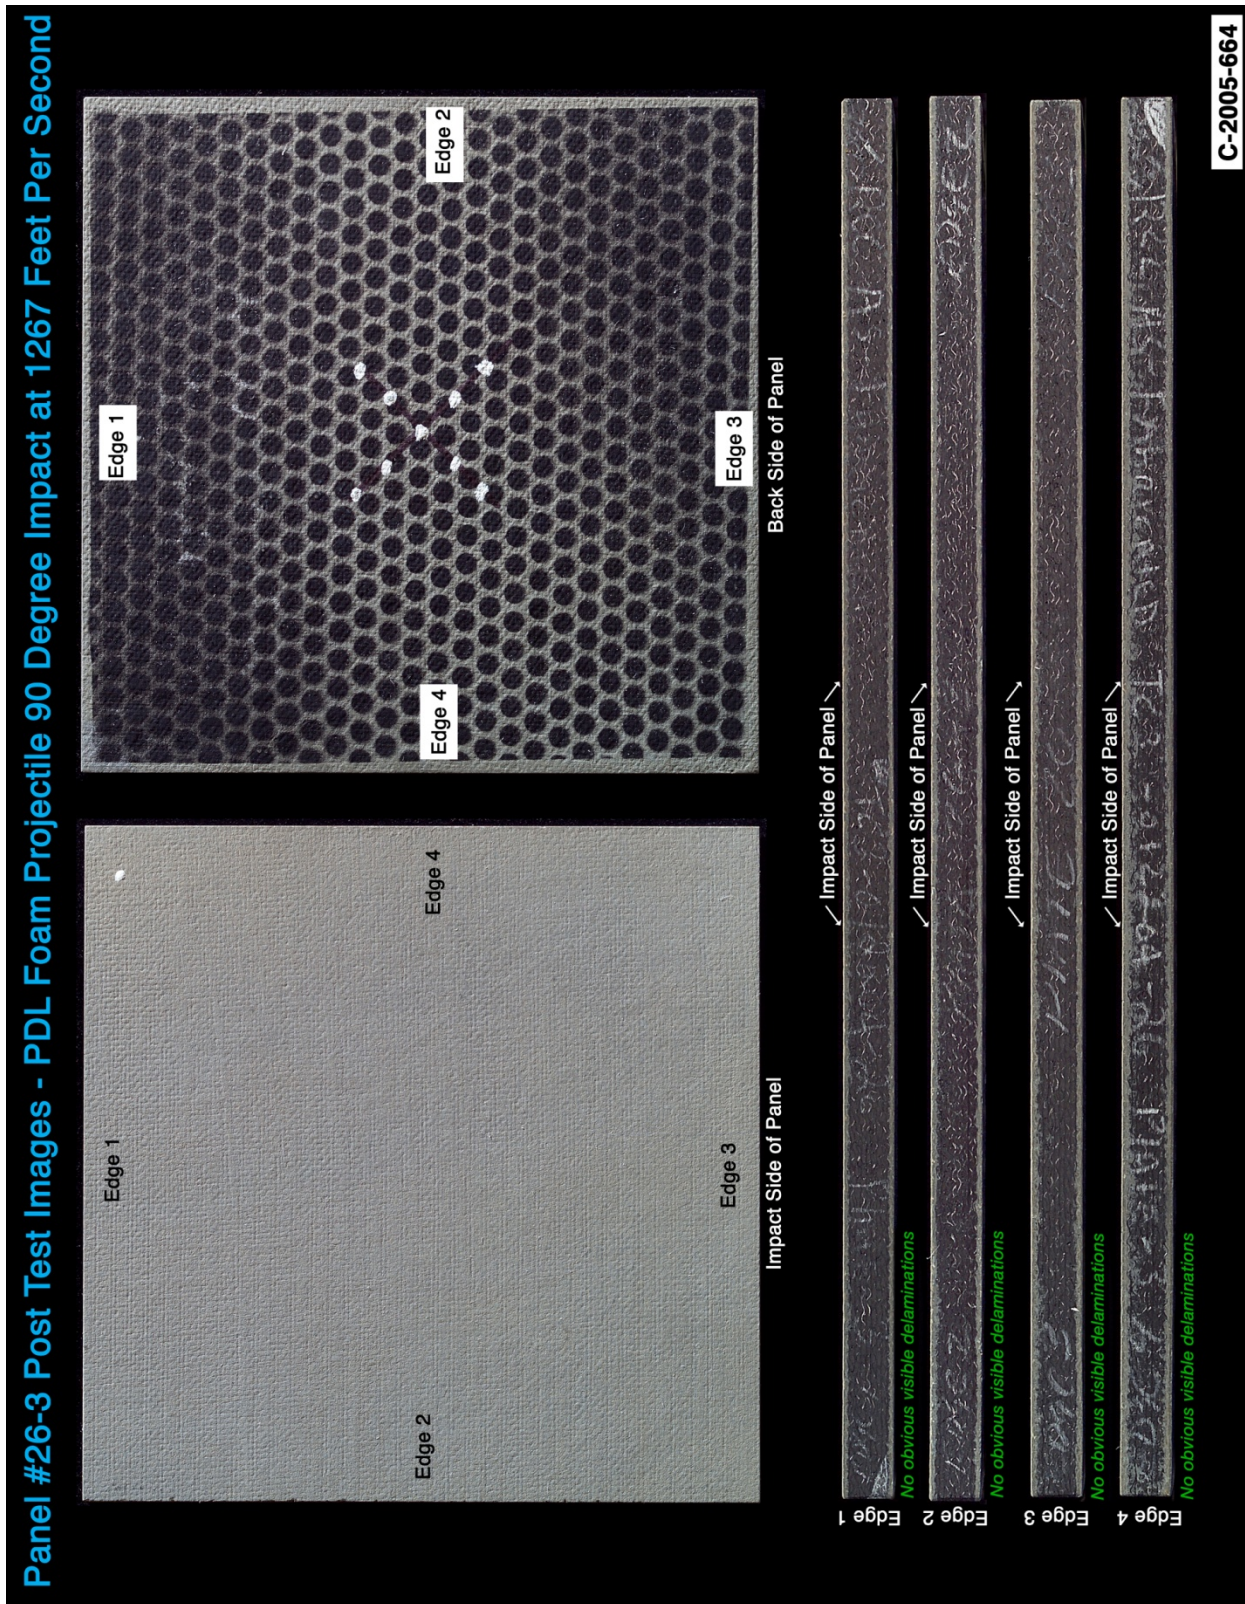 Panel #26-3 Post Test Images - PDL Foam Projectile 90 Degree Impact at 1267 Feet Per Second
Edge 1
Edge 2
Edge 4
Edge 3
Impact Side of Panel
Edge 1
Edge 4
Edge 2
Edge 3
Back Side of Panel
Edge 1
Impact Side of Panel
No obvious visible delaminations
Edge 2
Impact Side of Panel
No obvious visible delaminations
Edge 3
Impact Side of Panel
No obvious visible delaminations
Edge 4
Impact Side of Panel
No obvious visible delaminations
C-2005-664